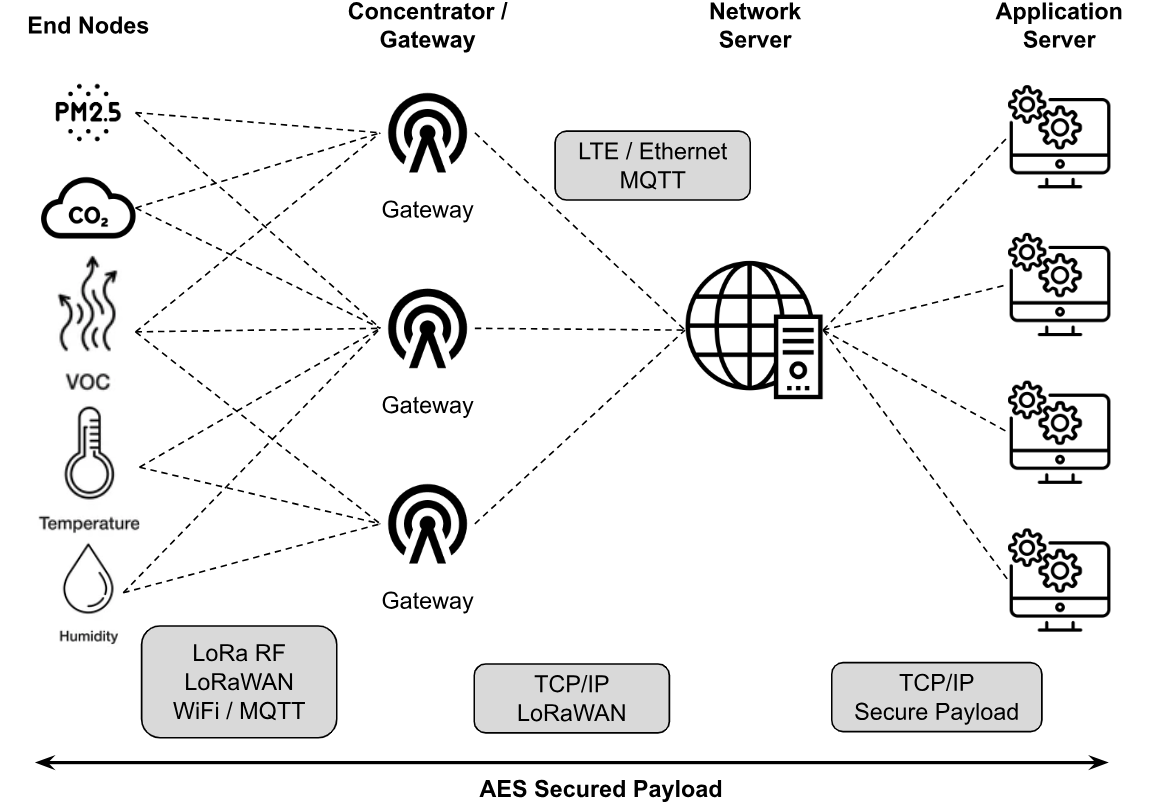 End Nodes
Concentrator /
Gateway
Network
Server
Application
Server
PM2.5
CO₂
VOC
Temperature
Humidity
Gateway
Gateway
Gateway
LTE / Ethernet
MQTT
LoRa RF
LoRaWAN
WiFi / MQTT
TCP/IP
LoRaWAN
TCP/IP
Secure Payload
AES Secured Payload